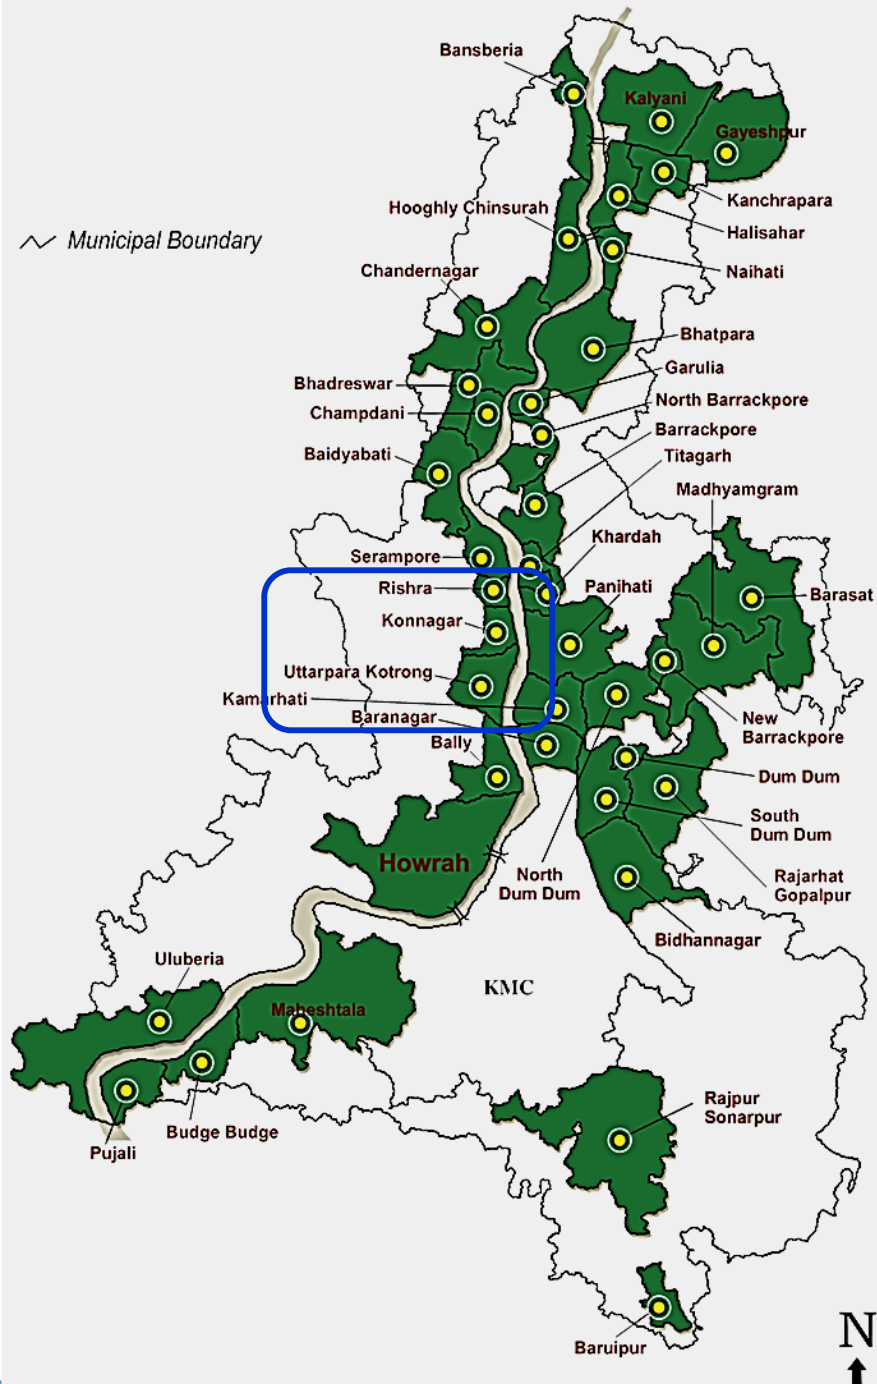 Bansberia
Kalyani
Gayeshpur
Kanchrapara
Hooghly Chinsurah
Halisahar
Municipal Boundary
Naihati
Chandernagar
Bhatpara
Garulia
Bhadreswar
North Barrackpore
Champdani
Barrackpore
Baidyabati
Titagarh
Madhyamgram
Khardah
Serampore
Rishra
Panihati
Barasat
Konnagar
Uttarpara Kotrong
Kamarhati
Baranagar
New
Barrackpore
Bally
Dum Dum
South
Dum Dum
Howrah
North
Dum Dum
Rajarhat
Gopalpur
Bidhannagar
Uluberia
KMC
Maheshtala
Rajpur
Sonarpur
Budge Budge
Pujali
Baruipur
N